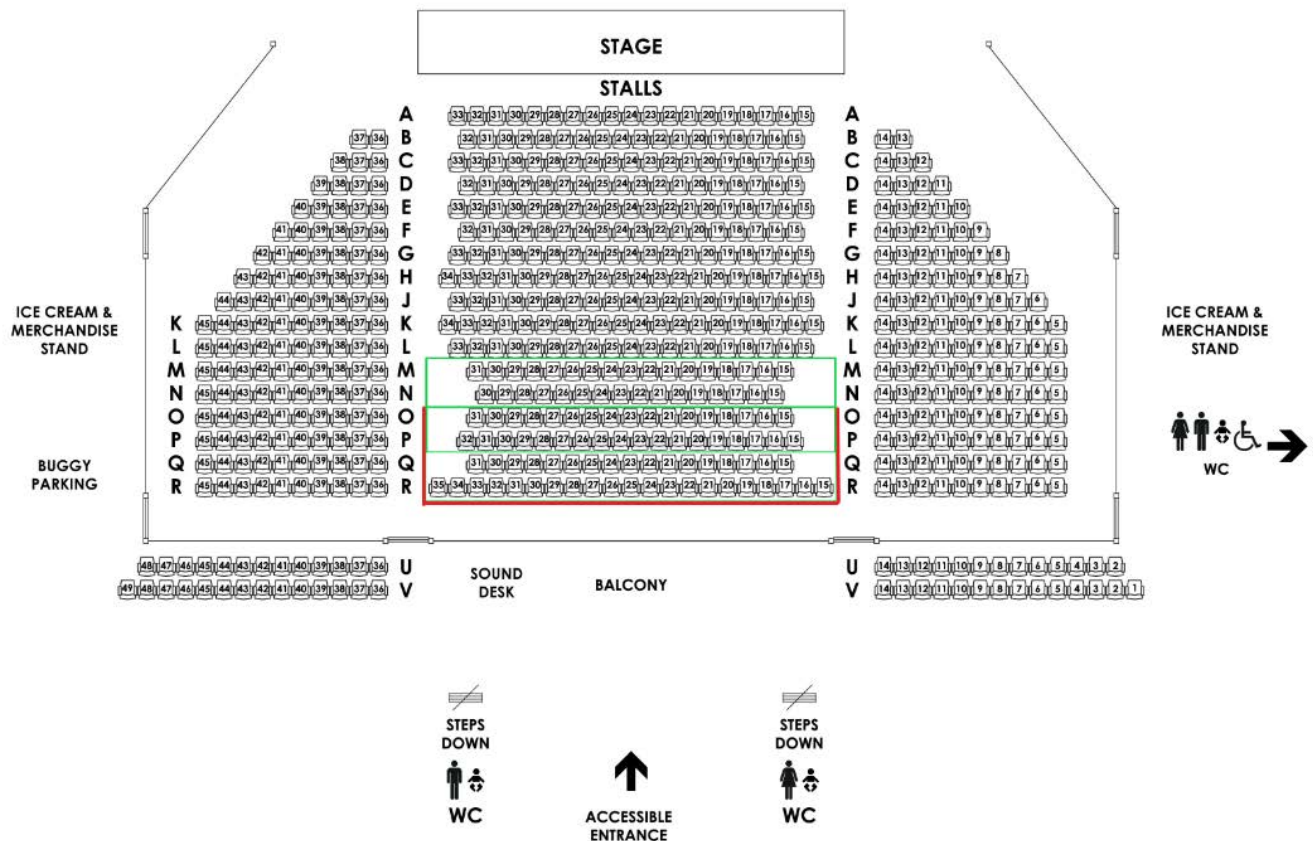 STAGE
STALLS
A 33 32 31 30 29 28 27 26 25 24 23 22 21 20 19 18 17 16 15 A
37 36 B 32 31 30 29 28 27 26 25 24 23 22 21 20 19 18 17 16 15 B 14 13
38 37 36 C 33 32 31 30 29 28 27 26 25 24 23 22 21 20 19 18 17 16 15 C 14 13 12
39 38 37 36 D 32 31 30 29 28 27 26 25 24 23 22 21 20 19 18 17 16 15 D 14 13 12 11
40 39 38 37 36 E 33 32 31 30 29 28 27 26 25 24 23 22 21 20 19 18 17 16 15 E 14 13 12 11 10
41 40 39 38 37 36 F 32 31 30 29 28 27 26 25 24 23 22 21 20 19 18 17 16 15 F 14 13 12 11 10 9
42 41 40 39 38 37 36 G 33 32 31 30 29 28 27 26 25 24 23 22 21 20 19 18 17 16 15 G 14 13 12 11 10 9 8
43 42 41 40 39 38 37 36 H 34 33 32 31 30 29 28 27 26 25 24 23 22 21 20 19 18 17 16 15 H 14 13 12 11 10 9 8 7
44 43 42 41 40 39 38 37 36 J 33 32 31 30 29 28 27 26 25 24 23 22 21 20 19 18 17 16 15 J 14 13 12 11 10 9 8 7 6
K 45 44 43 42 41 40 39 38 37 36 K 34 33 32 31 30 29 28 27 26 25 24 23 22 21 20 19 18 17 16 15 K 14 13 12 11 10 9 8 7 6 5
L 45 44 43 42 41 40 39 38 37 36 L 33 32 31 30 29 28 27 26 25 24 23 22 21 20 19 18 17 16 15 L 14 13 12 11 10 9 8 7 6 5
M 45 44 43 42 41 40 39 38 37 36 M 31 30 29 28 27 26 25 24 23 22 21 20 19 18 17 16 15 M 14 13 12 11 10 9 8 7 6 5
N 45 44 43 42 41 40 39 38 37 36 N 30 29 28 27 26 25 24 23 22 21 20 19 18 17 16 15 N 14 13 12 11 10 9 8 7 6 5
O 45 44 43 42 41 40 39 38 37 36 O 31 30 29 28 27 26 25 24 23 22 21 20 19 18 17 16 15 O 14 13 12 11 10 9 8 7 6 5
P 45 44 43 42 41 40 39 38 37 36 P 32 31 30 29 28 27 26 25 24 23 22 21 20 19 18 17 16 15 P 14 13 12 11 10 9 8 7 6 5
Q 45 44 43 42 41 40 39 38 37 36 Q 31 30 29 28 27 26 25 24 23 22 21 20 19 18 17 16 15 Q 14 13 12 11 10 9 8 7 6 5
R 45 44 43 42 41 40 39 38 37 36 R 35 34 33 32 31 30 29 28 27 26 25 24 23 22 21 20 19 18 17 16 15 R 14 13 12 11 10 9 8 7 6 5
ICE CREAM &
MERCHANDISE
STAND
BUGGY
PARKING
ICE CREAM &
MERCHANDISE
STAND
WC
48 47 46 45 44 43 42 41 40 39 38 37 36 U U 14 13 12 11 10 9 8 7 6 5 4 3 2
49 48 47 46 45 44 43 42 41 40 39 38 37 36 V V 14 13 12 11 10 9 8 7 6 5 4 3 2 1
SOUND
DESK
BALCONY
STEPS
DOWN
WC
ACCESSIBLE
ENTRANCE
STEPS
DOWN
WC